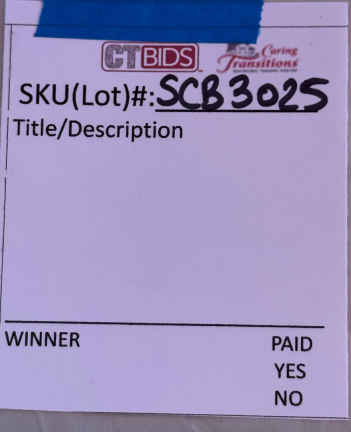 CTBIDS Caring Transitions
SKU(Lot)#:SCB3025
Title/Description
WINNER PAID
YES
NO